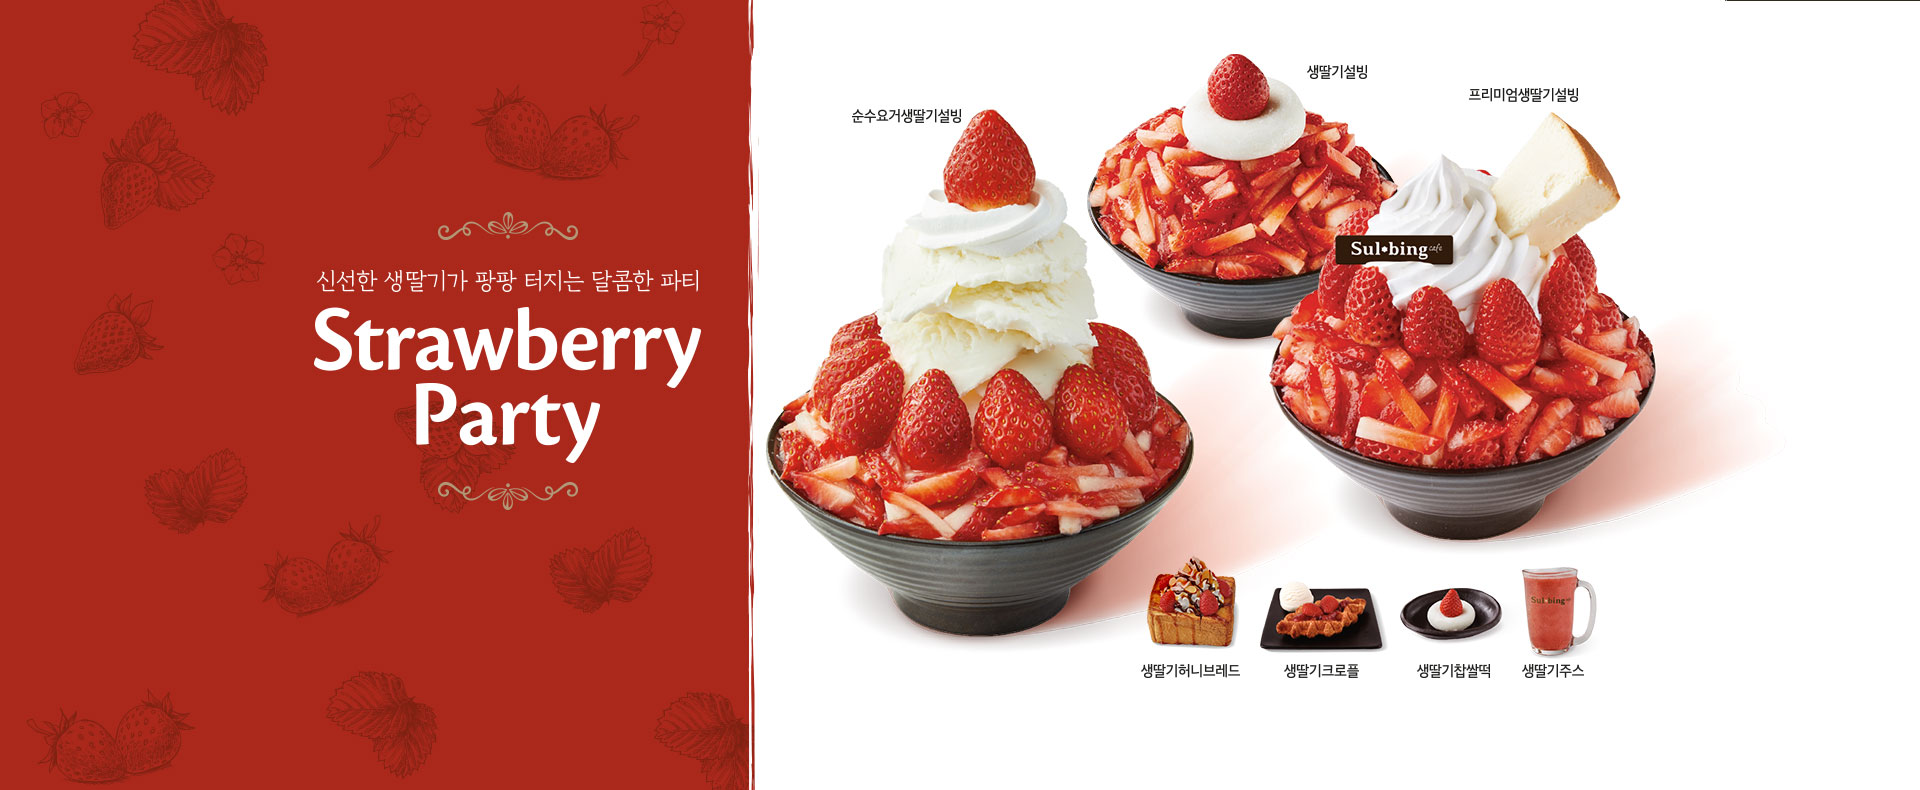 신선한 생딸기가 팡팡 터지는 달콤한 파티
Strawberry
Party
순수요거생딸기설빙
생딸기설빙
프리미엄생딸기설빙
Sul•bing cafe
Sul•bing
생딸기허니브레드
생딸기크로플
생딸기찹쌀떡
생딸기주스